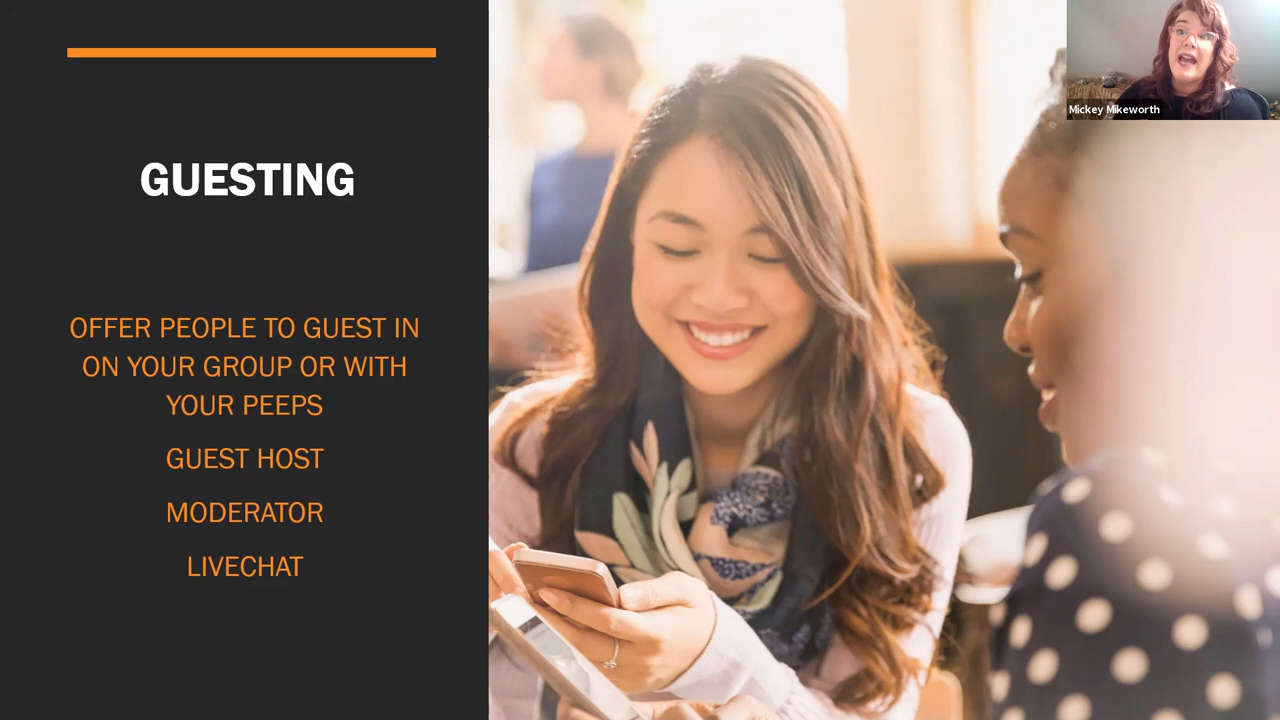 GUESTING
OFFER PEOPLE TO GUEST IN
ON YOUR GROUP OR WITH
YOUR PEEPS
GUEST HOST
MODERATOR
LIVECHAT
Mickey Mikeworth